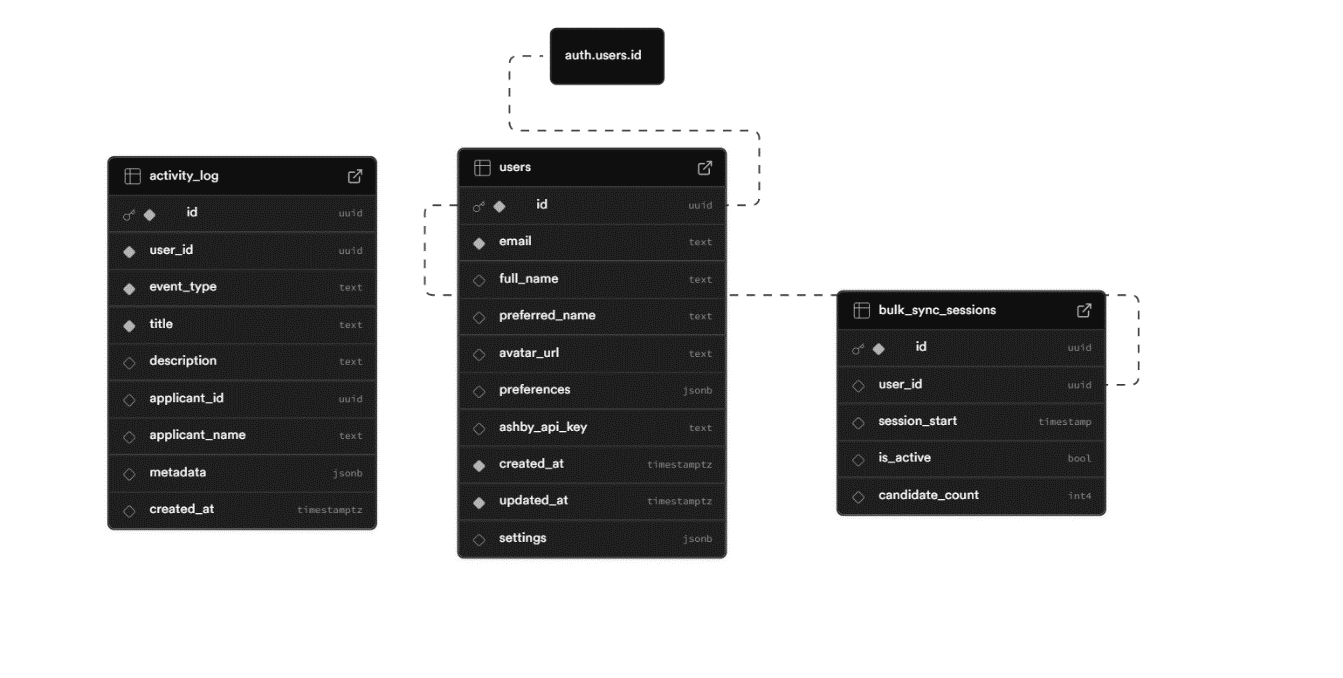 auth.users.id
activity_log
id uuid
user_id uuid
event_type text
title text
description text
applicant_id uuid
applicant_name text
metadata jsonb
created_at timestamptz
users
id uuid
email text
full_name text
preferred_name text
avatar_url text
preferences jsonb
ashby_api_key text
created_at timestamptz
updated_at timestamptz
settings jsonb
bulk_sync_sessions
id uuid
user_id uuid
session_start timestamp
is_active bool
candidate_count int4